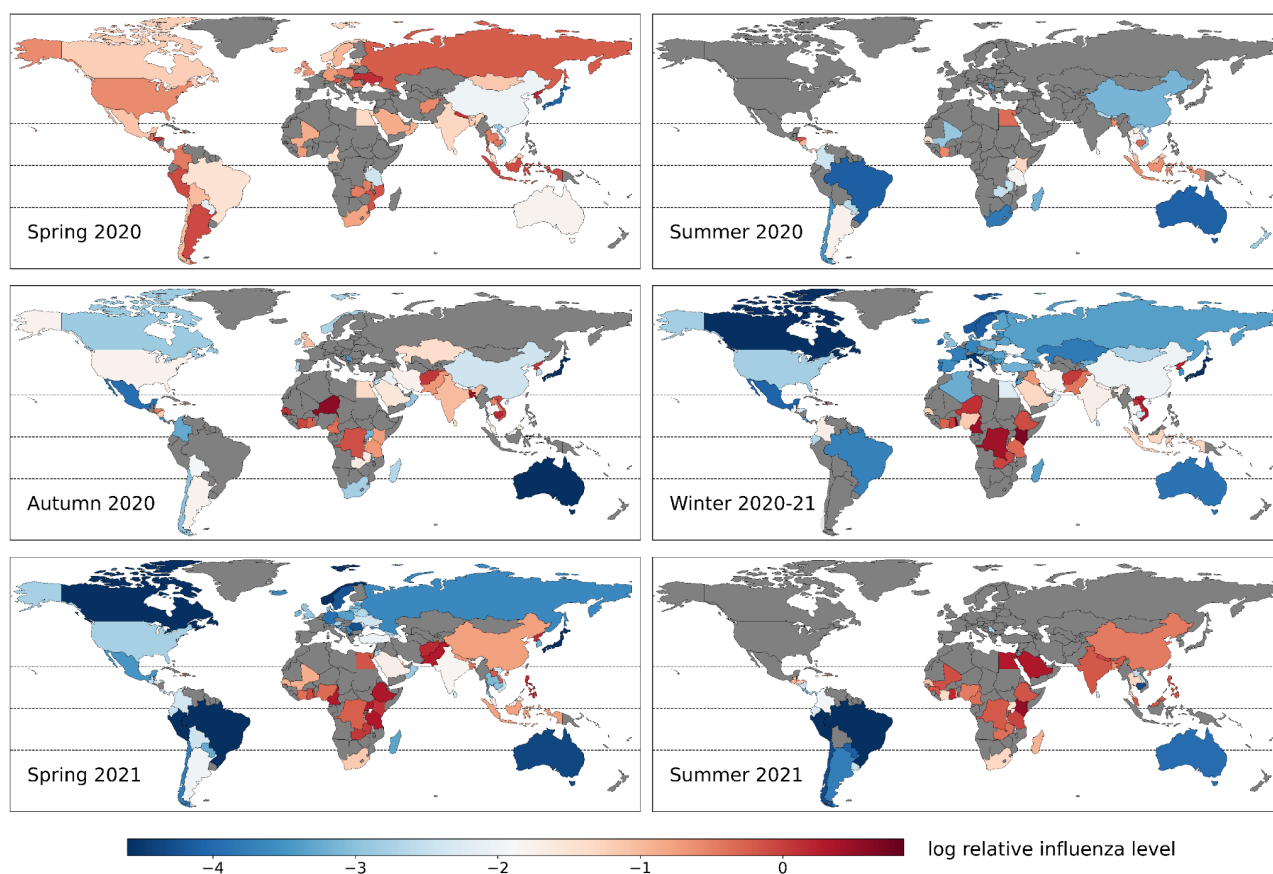 Spring 2020
Summer 2020
Autumn 2020
Winter 2020-21
Spring 2021
Summer 2021
−4 −3 −2 −1 0 log relative influenza level